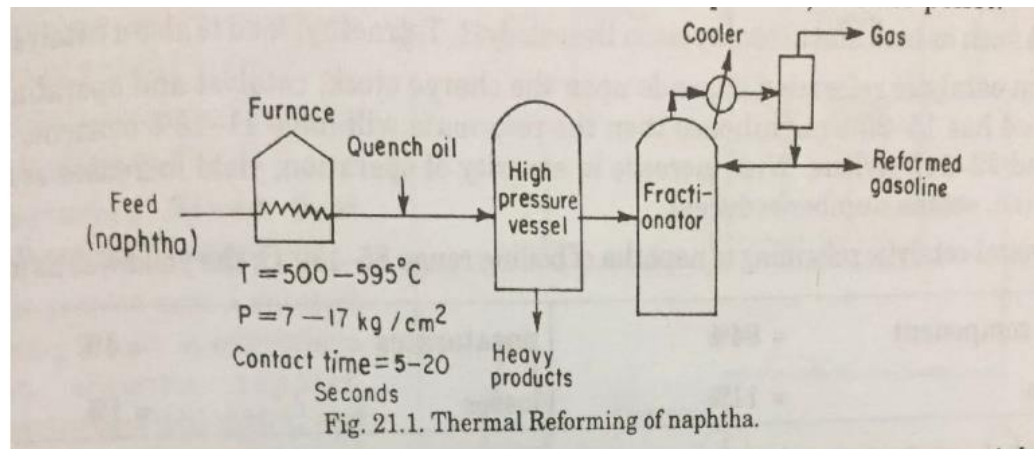 Cooler
Gas
Furnace
Quench oil
Feed
(naphtha)
High
pressure
vessel
Fracti-
onator
Reformed
gasoline
T=500–595°C
P=7–17 kg/cm²
Contact time=5–20
Seconds
Heavy
products
Fig. 21.1. Thermal Reforming of naphtha.